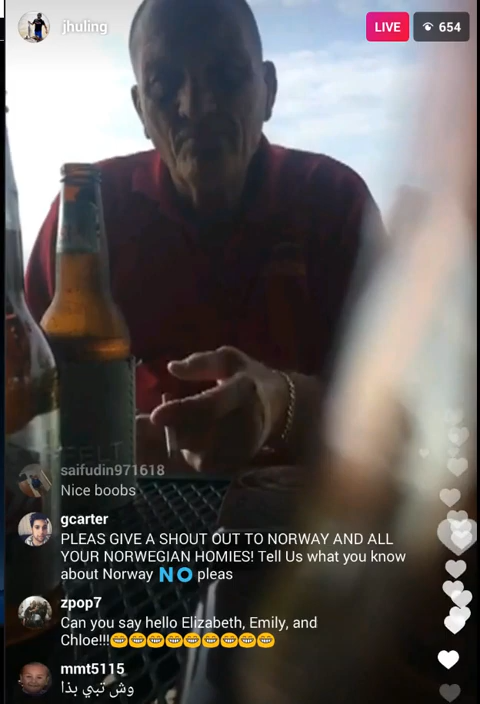 jhuling
LIVE 654
saifudin971618
Nice boobs
gcarter
PLEAS GIVE A SHOUT OUT TO NORWAY AND ALL
YOUR NORWEGIAN HOMIES! Tell Us what you know
about Norway 🇳🇴 pleas
zpop7
Can you say hello Elizabeth, Emily, and
Chloe!!!😂😂😂😂😂😂😂😂😂
mmt5115
وش تبي بذا